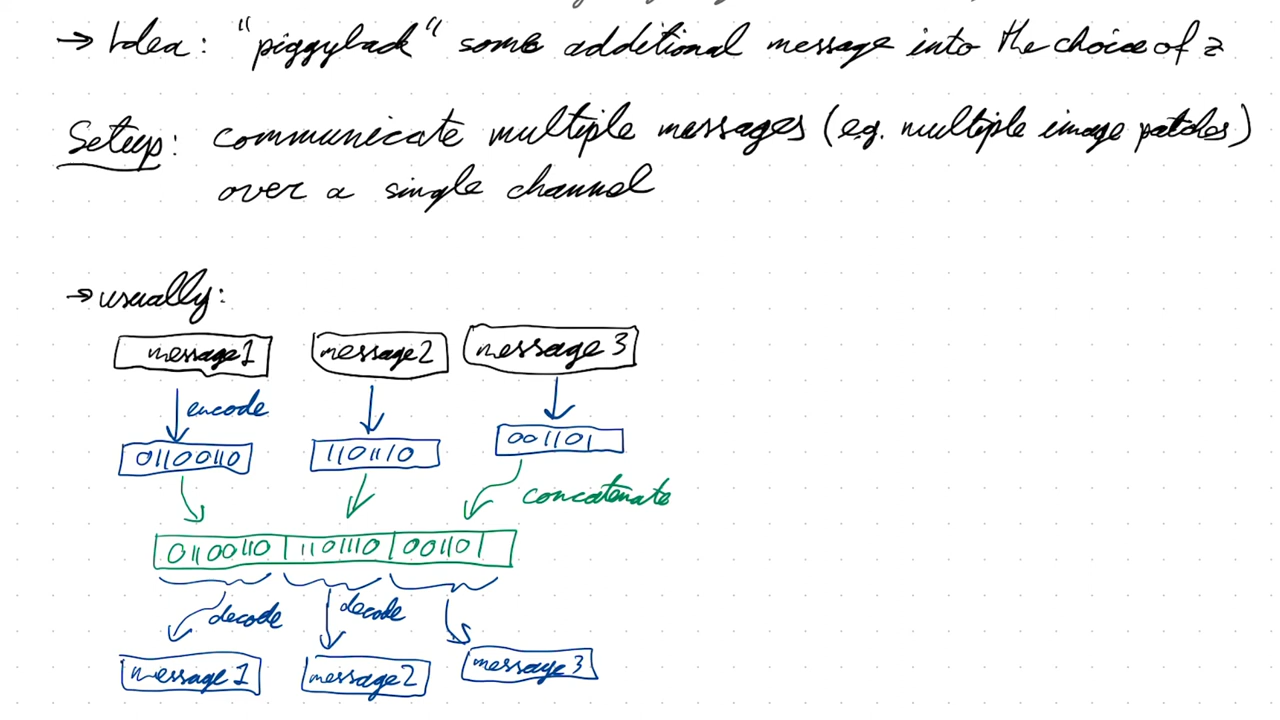 → Idea: "piggyback" some additional message into the choice of z
Setup: communicate multiple messages (e.g. multiple image patches)
over a single channel
→ usually:
message 1 message 2 message 3
encode
01100110 110110 001101
concatenate
01100110 110110 001101
decode decode
message 1 message 2 message 3